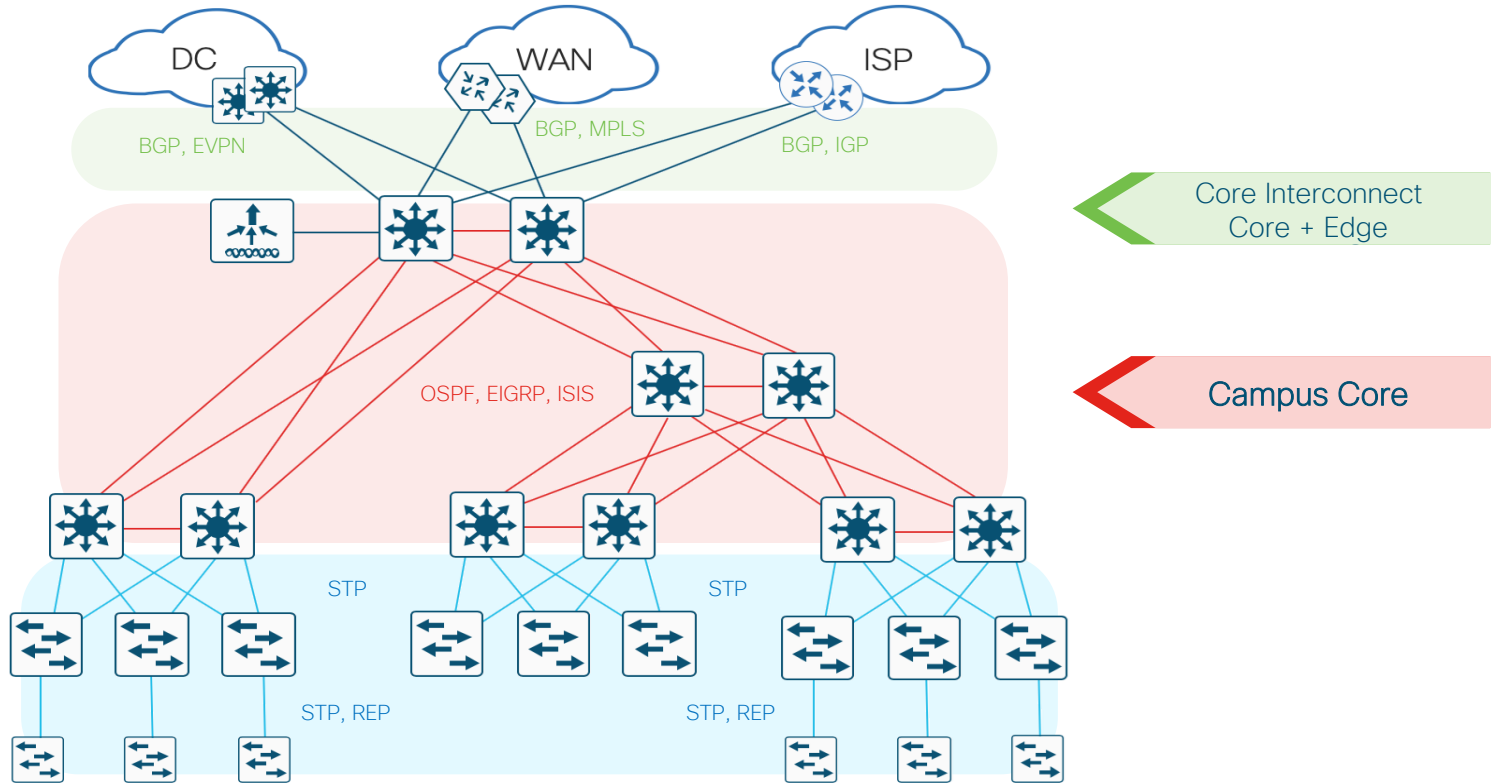 DC
WAN
ISP
BGP, EVPN
BGP, MPLS
BGP, IGP
Core Interconnect
Core + Edge
OSPF, EIGRP, ISIS
Campus Core
STP
STP
STP, REP
STP, REP